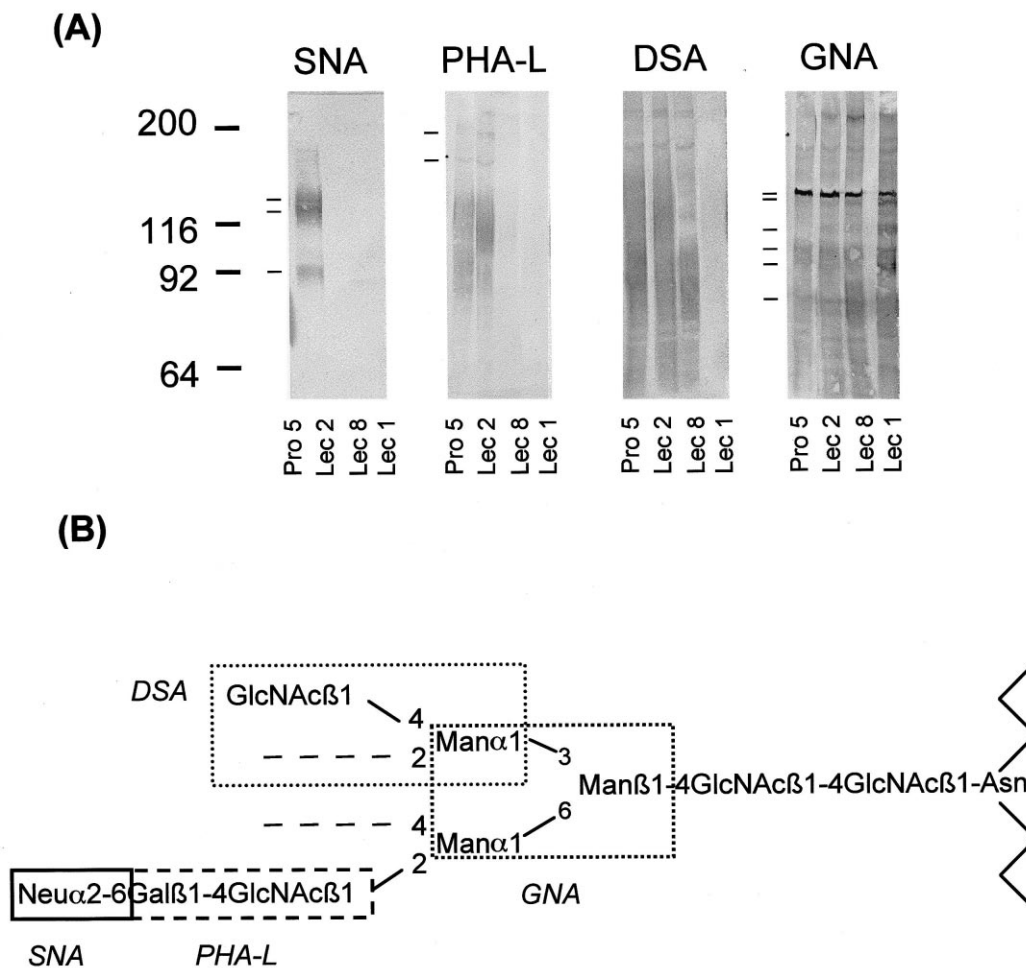 (A)
SNA PHA-L DSA GNA
200
116
92
64
Pro 5 Lec 2 Lec 8 Lec 1 Pro 5 Lec 2 Lec 8 Lec 1 Pro 5 Lec 2 Lec 8 Lec 1 Pro 5 Lec 2 Lec 8 Lec 1
(B)
DSA GlcNAcß1
4
2 Manα1 3
Manß1-4GlcNAcß1-4GlcNAcß1-Asn
4 6
Manα1
2
Neuα2-6Galß1-4GlcNAcß1 GNA
SNA PHA-L